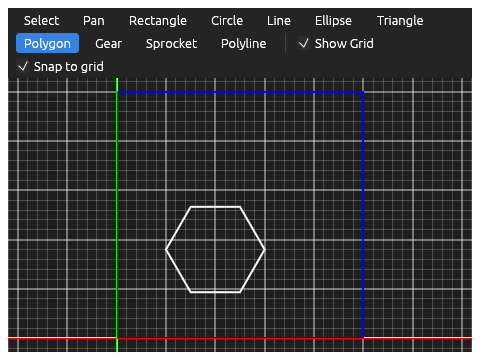 Select Pan Rectangle Circle Line Ellipse Triangle
Polygon Gear Sprocket Polyline Show Grid
Snap to grid